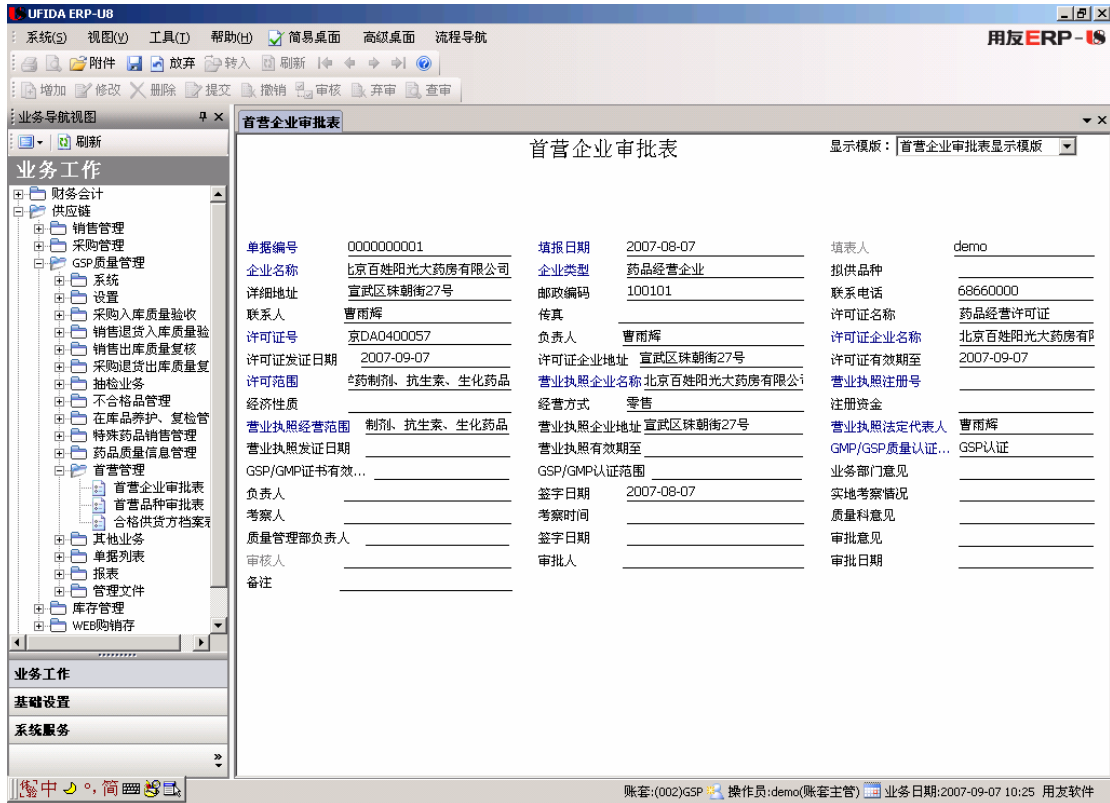 UFIDA ERP-U8
系统(S) 视图(V) 工具(T) 帮助(H) 简易桌面 高级桌面 流程导航
用友ERP-U8
附件 放弃 转入 刷新
增加 修改 删除 提交 撤销 审核 弃审 查审
业务导航视图
首营企业审批表
刷新
首营企业审批表
显示模版： 首营企业审批表显示模版
业务工作
财务会计
供应链
销售管理
采购管理
GSP质量管理
系统
设置
采购入库质量验收
销售退货入库质量验
销售出库质量复核
采购退货出库质量复
抽检业务
不合格品管理
在库品养护、复检管
特殊药品销售管理
药品质量信息管理
首营管理
首营企业审批表
首营品种审批表
合格供货方档案表
其他业务
单据列表
报表
管理文件
库存管理
WEB购销存
业务工作
基础设置
系统服务
单据编号 0000000001 填报日期 2007-08-07 填表人 demo
企业名称 北京百姓阳光大药房有限公司 企业类型 药品经营企业 拟供品种
详细地址 宣武区珠朝街27号 邮政编码 100101 联系电话 68660000
联系人 曹雨辉 传真 许可证名称 药品经营许可证
许可证号 京DA0400057 负责人 曹雨辉 许可证企业名称 北京百姓阳光大药房有
许可证发证日期 2007-09-07 许可证企业地址 宣武区珠朝街27号 许可证有效期至 2007-09-07
许可范围 药制剂、抗生素、生化药品 营业执照企业名称 北京百姓阳光大药房有限公 营业执照注册号
经济性质 经营方式 零售 注册资金
营业执照经营范围 制剂、抗生素、生化药品 营业执照企业地址 宣武区珠朝街27号 营业执照法定代表人 曹雨辉
营业执照发证日期 营业执照有效期至 GMP/GSP质量认证... GSP认证
GSP/GMP证书有效... GSP/GMP认证范围 业务部门意见
负责人 签字日期 2007-08-07 实地考察情况
考察人 考察时间 质量科意见
质量管理部负责人 签字日期 审批意见
审核人 审批人 审批日期
备注
中 °, 简
账套:(002)GSP 操作员:demo(账套主管) 业务日期:2007-09-07 10:25 用友软件